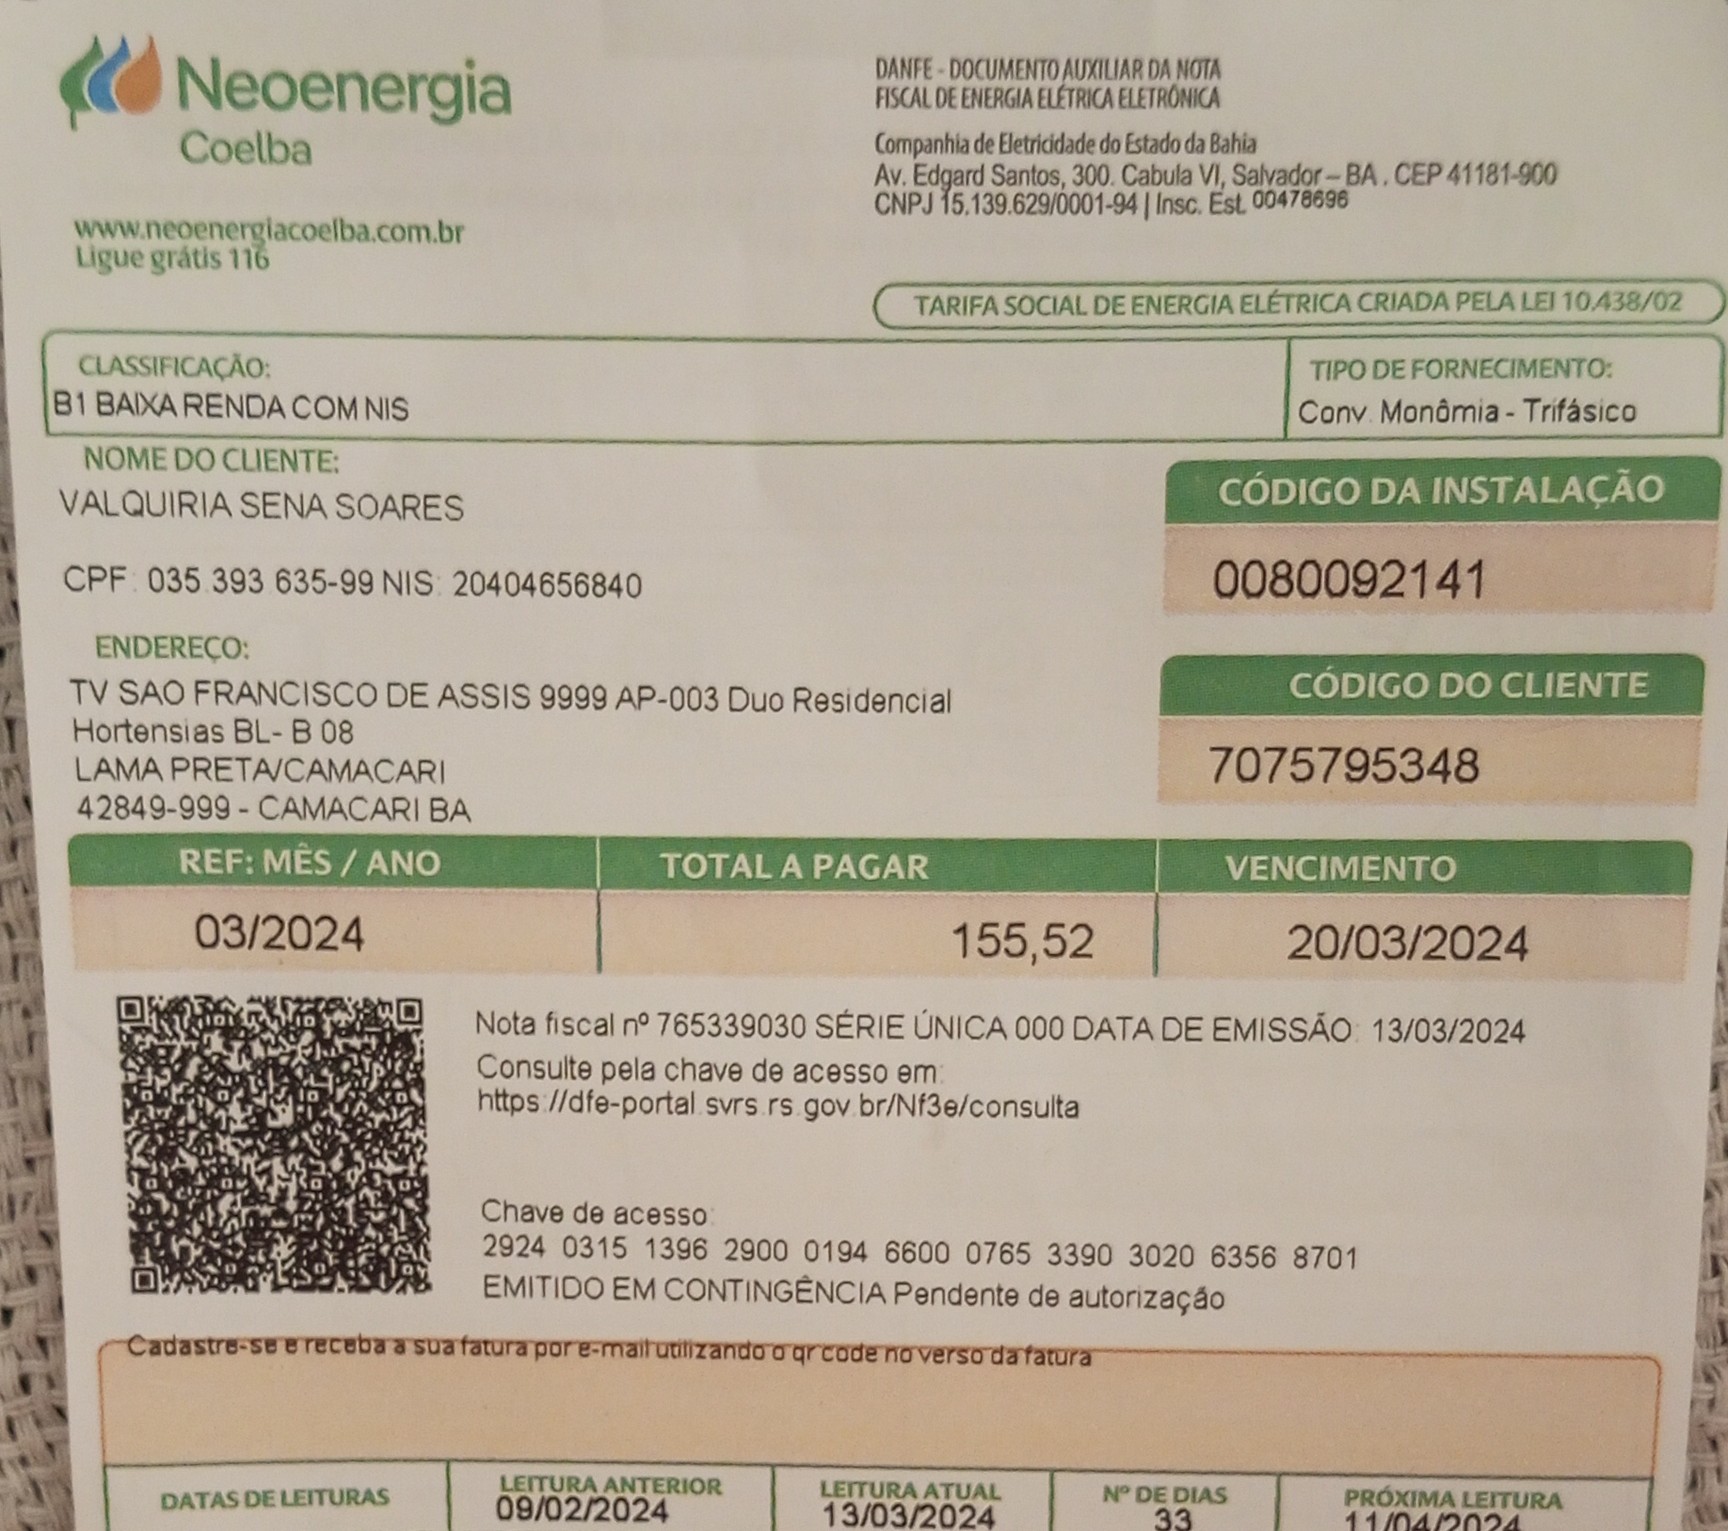 Neoenergia
Coelba
www.neoenergiacoelba.com.br
Ligue grátis 116
DANFE - DOCUMENTO AUXILIAR DA NOTA
FISCAL DE ENERGIA ELÉTRICA ELETRÔNICA
Companhia de Eletricidade do Estado da Bahia
Av. Edgard Santos, 300. Cabula VI, Salvador – BA . CEP 41181-900
CNPJ 15.139.629/0001-94 | Insc. Est. 00478696
TARIFA SOCIAL DE ENERGIA ELÉTRICA CRIADA PELA LEI 10.438/02
CLASSIFICAÇÃO:
B1 BAIXA RENDA COM NIS
TIPO DE FORNECIMENTO:
Conv. Monômia - Trifásico
NOME DO CLIENTE:
VALQUIRIA SENA SOARES
CPF: 035.393.635-99 NIS: 20404656840
CÓDIGO DA INSTALAÇÃO
0080092141
ENDEREÇO:
TV SAO FRANCISCO DE ASSIS 9999 AP-003 Duo Residencial
Hortensias BL- B 08
LAMA PRETA/CAMACARI
42849-999 - CAMACARI BA
CÓDIGO DO CLIENTE
7075795348
REF: MÊS / ANO TOTAL A PAGAR VENCIMENTO
03/2024 155,52 20/03/2024
Nota fiscal nº 765339030 SÉRIE ÚNICA 000 DATA DE EMISSÃO: 13/03/2024
Consulte pela chave de acesso em:
https://dfe-portal.svrs.rs.gov.br/Nf3e/consulta
Chave de acesso:
2924 0315 1396 2900 0194 6600 0765 3390 3020 6356 8701
EMITIDO EM CONTINGÊNCIA Pendente de autorização
Cadastre-se e receba a sua fatura por e-mail utilizando o qr code no verso da fatura
DATAS DE LEITURAS LEITURA ANTERIOR LEITURA ATUAL Nº DE DIAS PRÓXIMA LEITURA
09/02/2024 13/03/2024 33 11/04/2024